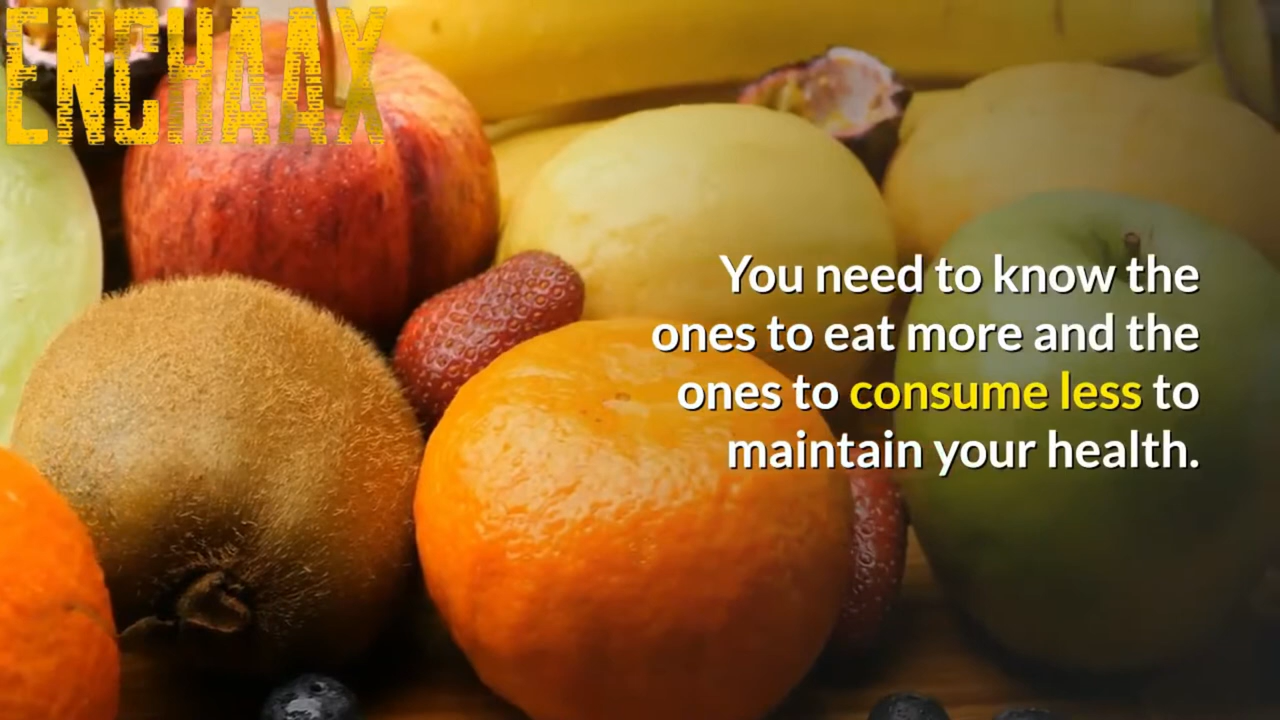 ENCHAAX
You need to know the
ones to eat more and the
ones to consume less to
maintain your health.